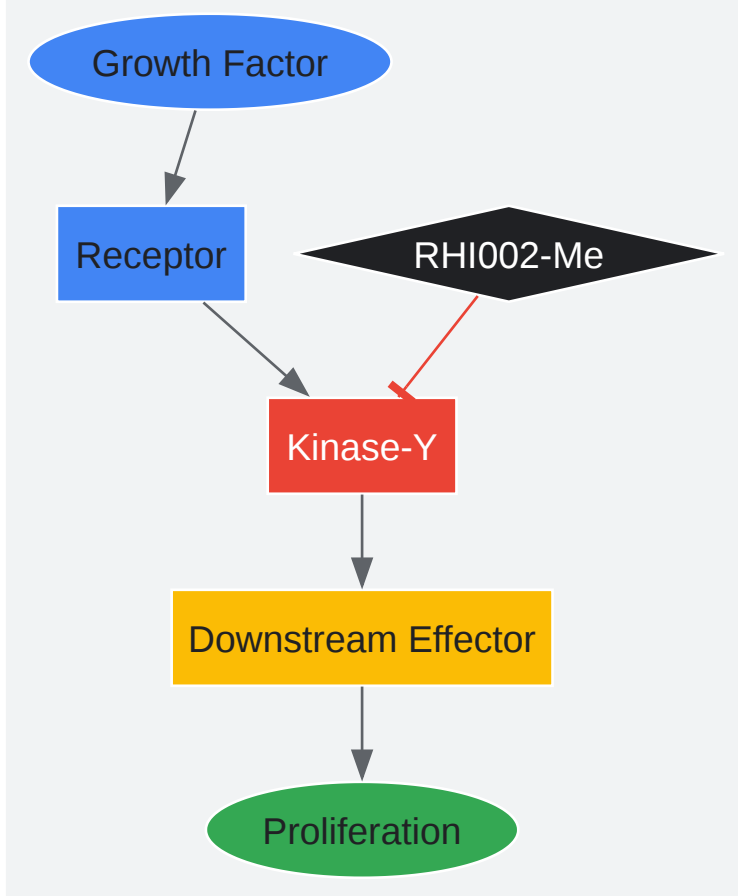 Growth Factor
Receptor
RHI002-Me
Kinase-Y
Downstream Effector
Proliferation